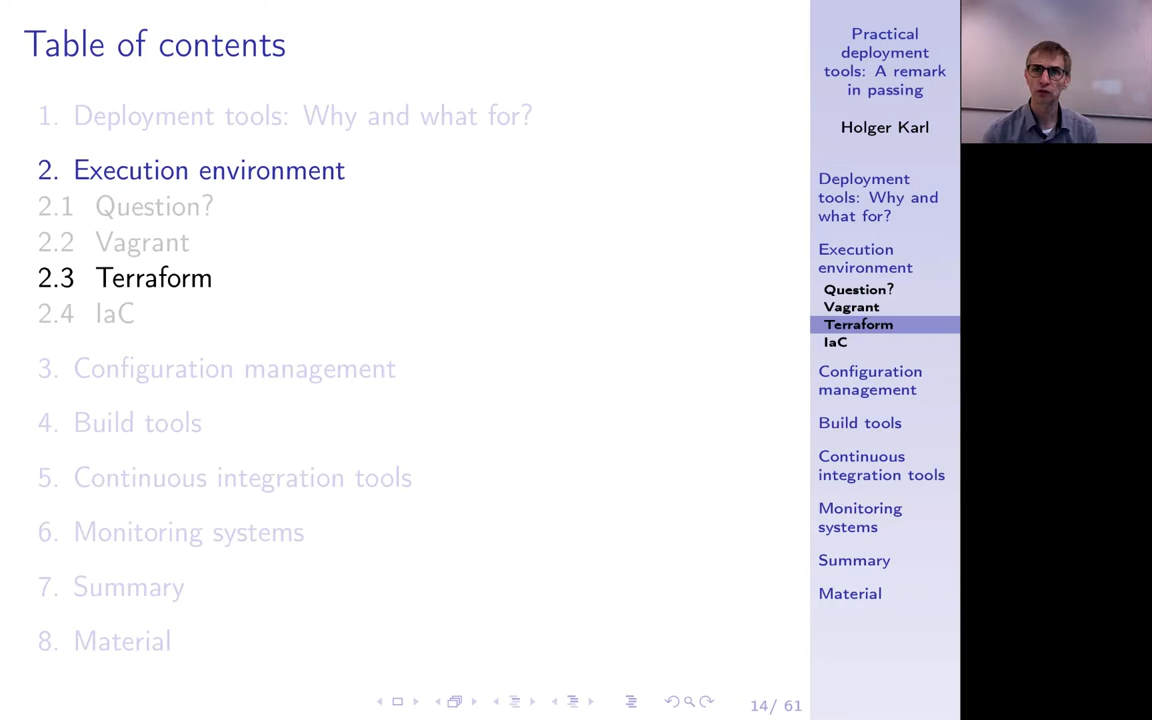 Table of contents
1. Deployment tools: Why and what for?
2. Execution environment
2.1 Question?
2.2 Vagrant
2.3 Terraform
2.4 IaC
3. Configuration management
4. Build tools
5. Continuous integration tools
6. Monitoring systems
7. Summary
8. Material
14/ 61
Practical
deployment
tools: A remark
in passing
Holger Karl
Deployment
tools: Why and
what for?
Execution
environment
Question?
Vagrant
Terraform
IaC
Configuration
management
Build tools
Continuous
integration tools
Monitoring
systems
Summary
Material